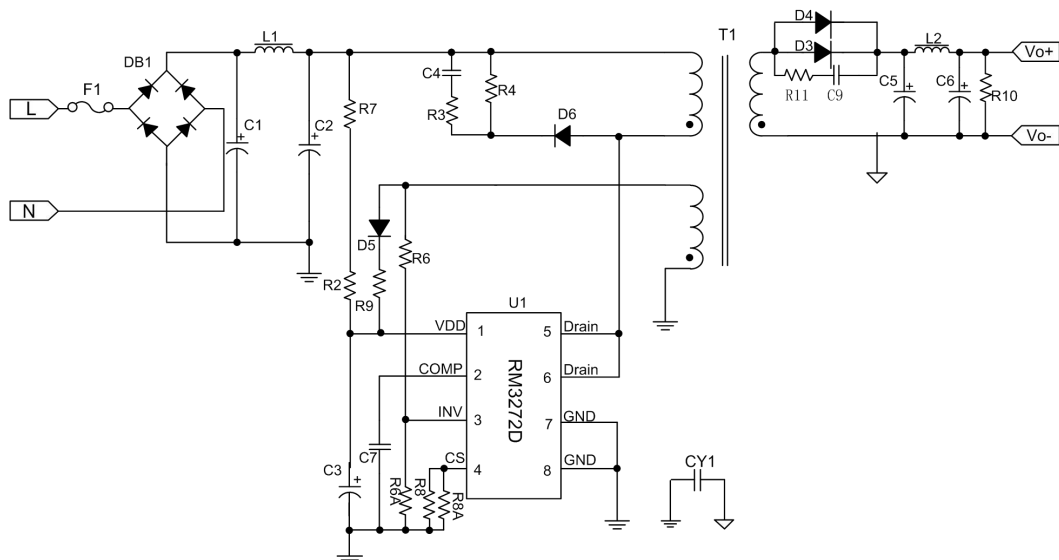 D4
T1
L1
D3
L2
Vo+
DB1
C4
F1
R11
C9
C5
C6
R10
L
R7
R3
R4
D6
C1
C2
Vo-
N
D5
R6
R2
R9
U1
VDD
1
5
Drain
COMP
2
6
Drain
RM3272D
INV
3
7
GND
C7
CS
4
8
GND
CY1
C3
R6A
R8
R8A
+
+
+
+
+